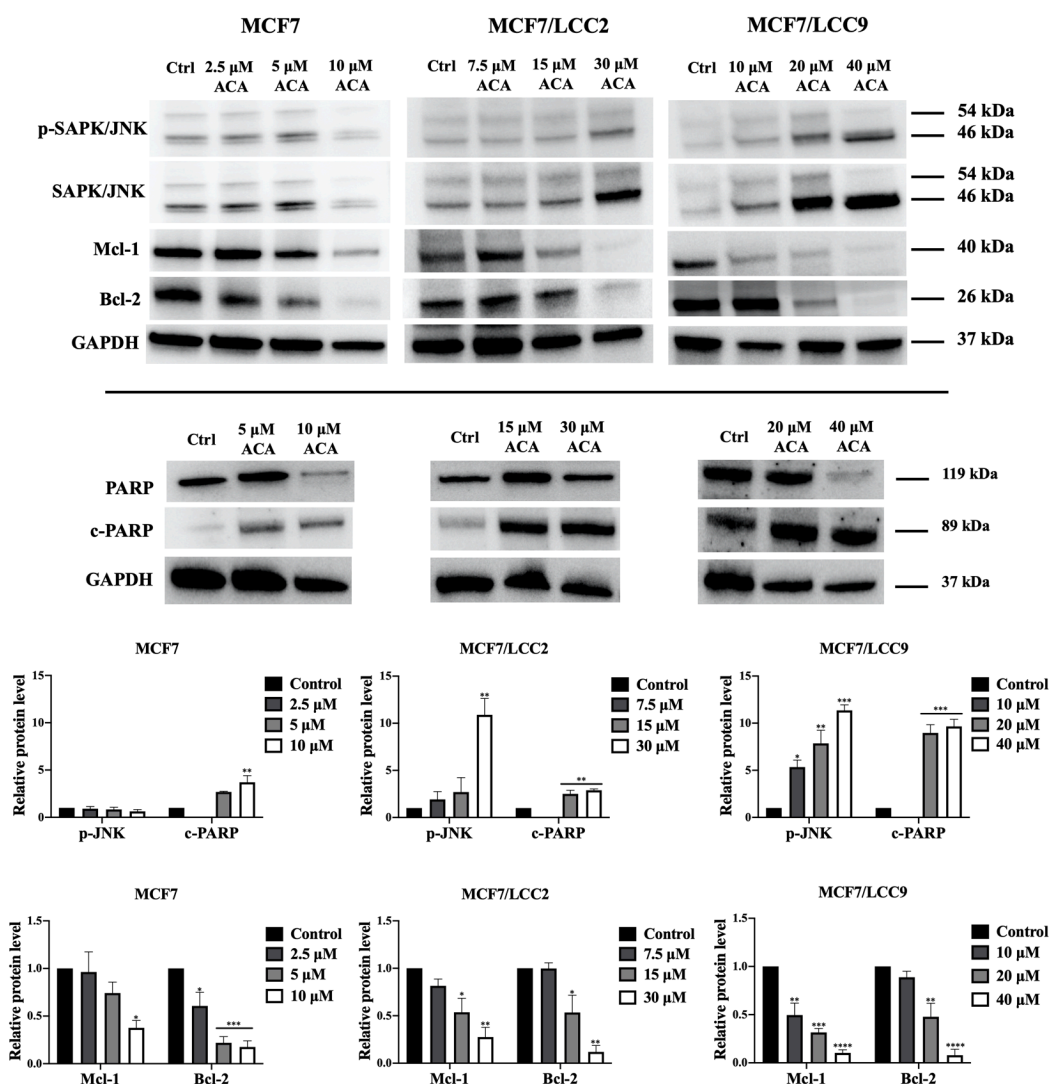 MCF7 MCF7/LCC2 MCF7/LCC9
Ctrl 2.5 μM ACA 5 μM ACA 10 μM ACA Ctrl 7.5 μM ACA 15 μM ACA 30 μM ACA Ctrl 10 μM ACA 20 μM ACA 40 μM ACA
p-SAPK/JNK 54 kDa
46 kDa
SAPK/JNK 54 kDa
46 kDa
Mcl-1 40 kDa
Bcl-2 26 kDa
GAPDH 37 kDa
Ctrl 5 μM ACA 10 μM ACA Ctrl 15 μM ACA 30 μM ACA Ctrl 20 μM ACA 40 μM ACA
PARP 119 kDa
c-PARP 89 kDa
GAPDH 37 kDa
MCF7
Relative protein level
15
10
5
0
** 
p-JNK c-PARP
Control
2.5 μM
5 μM
10 μM
MCF7/LCC2
Relative protein level
15
10
5
0
** **
p-JNK c-PARP
Control
7.5 μM
15 μM
30 μM
MCF7/LCC9
Relative protein level
15
10
5
0
* ** *** ***
p-JNK c-PARP
Control
10 μM
20 μM
40 μM
MCF7
Relative protein level
1.5
1.0
0.5
0.0
* * ***
Mcl-1 Bcl-2
Control
2.5 μM
5 μM
10 μM
MCF7/LCC2
Relative protein level
1.5
1.0
0.5
0.0
* ** * **
Mcl-1 Bcl-2
Control
7.5 μM
15 μM
30 μM
MCF7/LCC9
Relative protein level
1.5
1.0
0.5
0.0
** *** **** ** ****
Mcl-1 Bcl-2
Control
10 μM
20 μM
40 μM